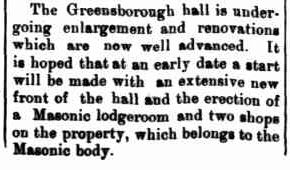 The Greensborough hall is under-
going enlargement and renovations
which are now well advanced. It
is hoped that at an early date a start
will be made with an extensive new
front of the hall and the erection of
a Masonic lodgeroom and two shops
on the property, which belongs to the
Masonic body.